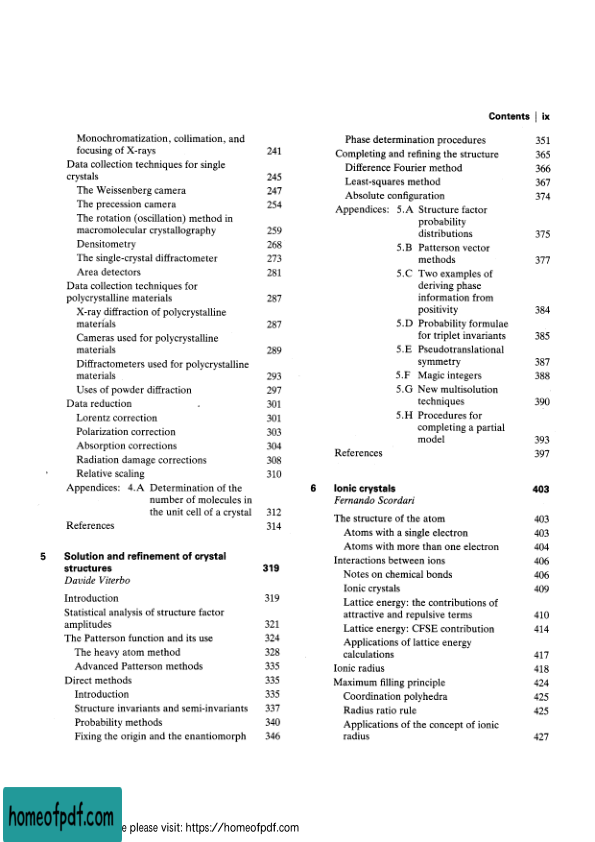 Contents | ix
Monochromatization, collimation, and
focusing of X-rays 241
Data collection techniques for single
crystals 245
The Weissenberg camera 247
The precession camera 254
The rotation (oscillation) method in
macromolecular crystallography 259
Densitometry 268
The single-crystal diffractometer 273
Area detectors 281
Data collection techniques for
polycrystalline materials 287
X-ray diffraction of polycrystalline
materials 287
Cameras used for polycrystalline
materials 289
Diffractometers used for polycrystalline
materials 293
Uses of powder diffraction 297
Data reduction 301
Lorentz correction 301
Polarization correction 303
Absorption corrections 304
Radiation damage corrections 308
Relative scaling 310
Appendices: 4.A Determination of the
number of molecules in
the unit cell of a crystal 312
References 314
5 Solution and refinement of crystal
structures 319
Davide Viterbo
Introduction 319
Statistical analysis of structure factor
amplitudes 321
The Patterson function and its use 324
The heavy atom method 328
Advanced Patterson methods 335
Direct methods 335
Introduction 335
Structure invariants and semi-invariants 337
Probability methods 340
Fixing the origin and the enantiomorph 346
Phase determination procedures 351
Completing and refining the structure 365
Difference Fourier method 366
Least-squares method 367
Absolute configuration 374
Appendices: 5.A Structure factor
probability
distributions 375
5.B Patterson vector
methods 377
5.C Two examples of
deriving phase
information from
positivity 384
5.D Probability formulae
for triplet invariants 385
5.E Pseudotranslational
symmetry 387
5.F Magic integers 388
5.G New multisolution
techniques 390
5.H Procedures for
completing a partial
model 393
References 397
6 Ionic crystals 403
Fernando Scordari
The structure of the atom 403
Atoms with a single electron 403
Atoms with more than one electron 404
Interactions between ions 406
Notes on chemical bonds 406
Ionic crystals 409
Lattice energy: the contributions of
attractive and repulsive terms 410
Lattice energy: CFSE contribution 414
Applications of lattice energy
calculations 417
Ionic radius 418
Maximum filling principle 424
Coordination polyhedra 425
Radius ratio rule 425
Applications of the concept of ionic
radius 427
homeofpdf.com
e please visit: https://homeofpdf.com